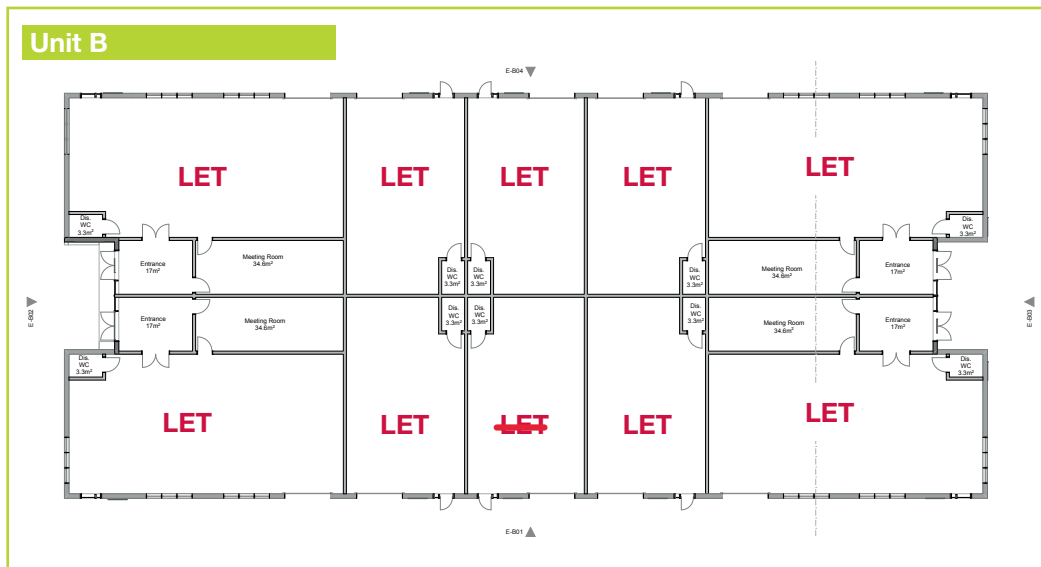 Unit B
E-B04
LET
LET
LET
LET
LET
Dis.
WC
3.3m²
Dis.
WC
3.3m²
Entrance
17m²
Meeting Room
34.6m²
Dis.
WC
3.3m²
Dis.
WC
3.3m²
Dis.
WC
3.3m²
Meeting Room
34.6m²
Entrance
17m²
E-B02
E-B03
Entrance
17m²
Meeting Room
34.6m²
Dis.
WC
3.3m²
Dis.
WC
3.3m²
Dis.
WC
3.3m²
Meeting Room
34.6m²
Entrance
17m²
Dis.
WC
3.3m²
Dis.
WC
3.3m²
LET
LET
LET
LET
LET
E-B01